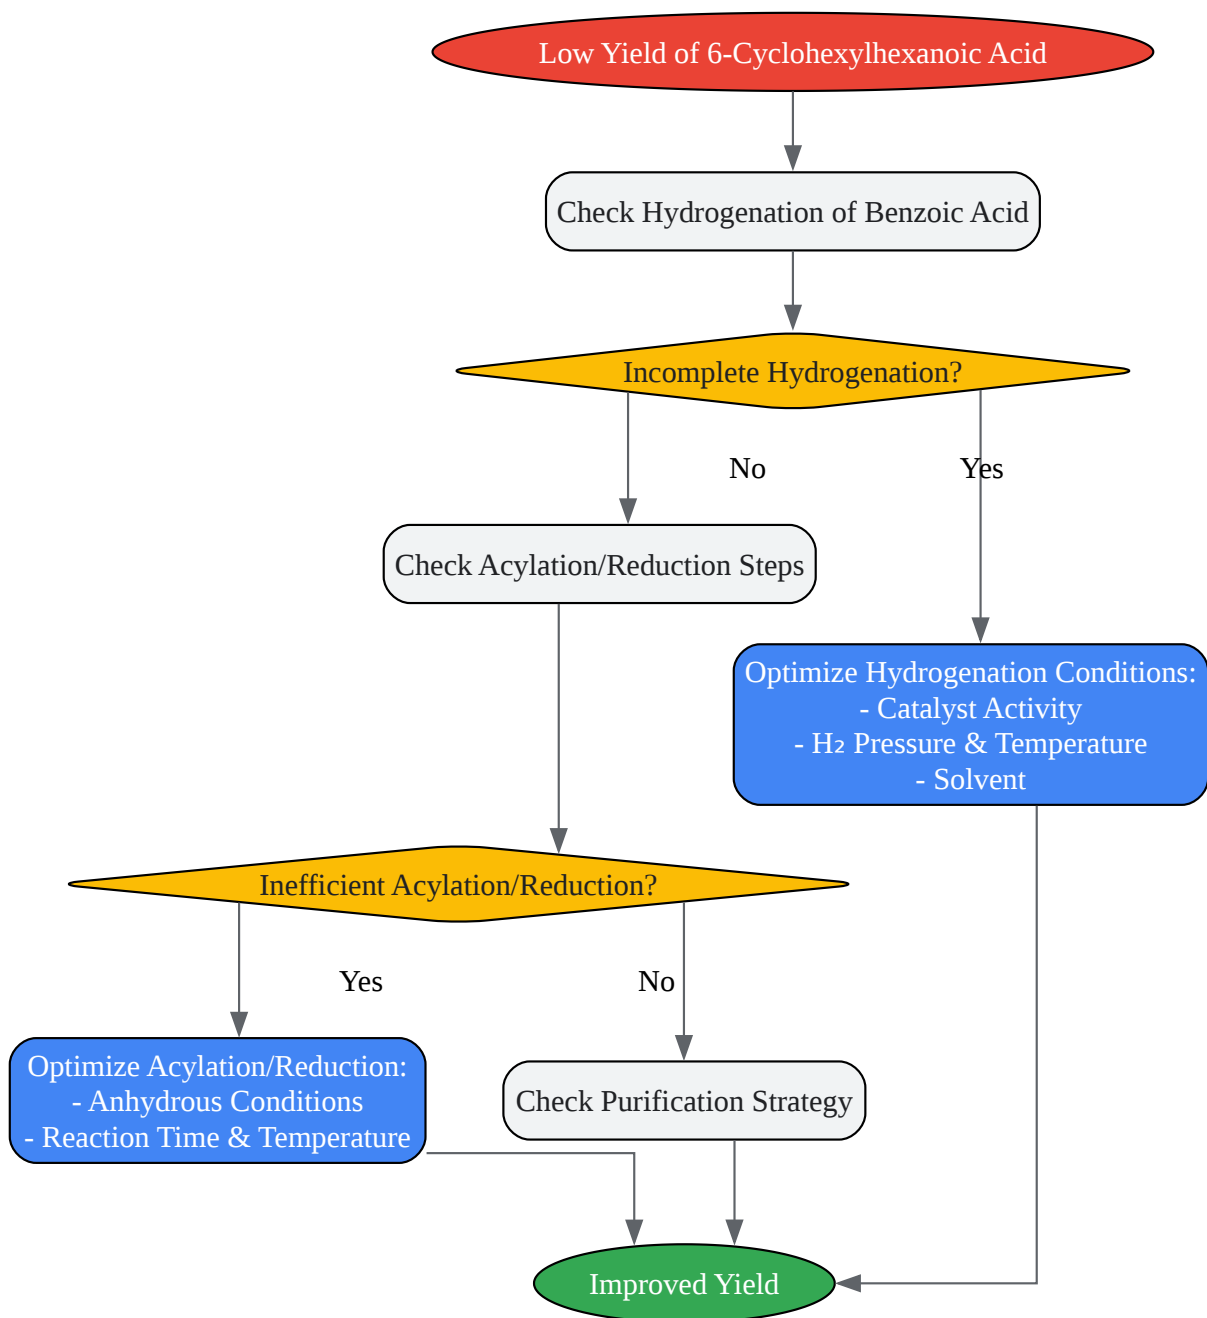 Low Yield of 6-Cyclohexylhexanoic Acid
Check Hydrogenation of Benzoic Acid
Incomplete Hydrogenation?
No
Yes
Check Acylation/Reduction Steps
Optimize Hydrogenation Conditions:
- Catalyst Activity
- H₂ Pressure & Temperature
- Solvent
Inefficient Acylation/Reduction?
Yes
No
Optimize Acylation/Reduction:
- Anhydrous Conditions
- Reaction Time & Temperature
Check Purification Strategy
Improved Yield